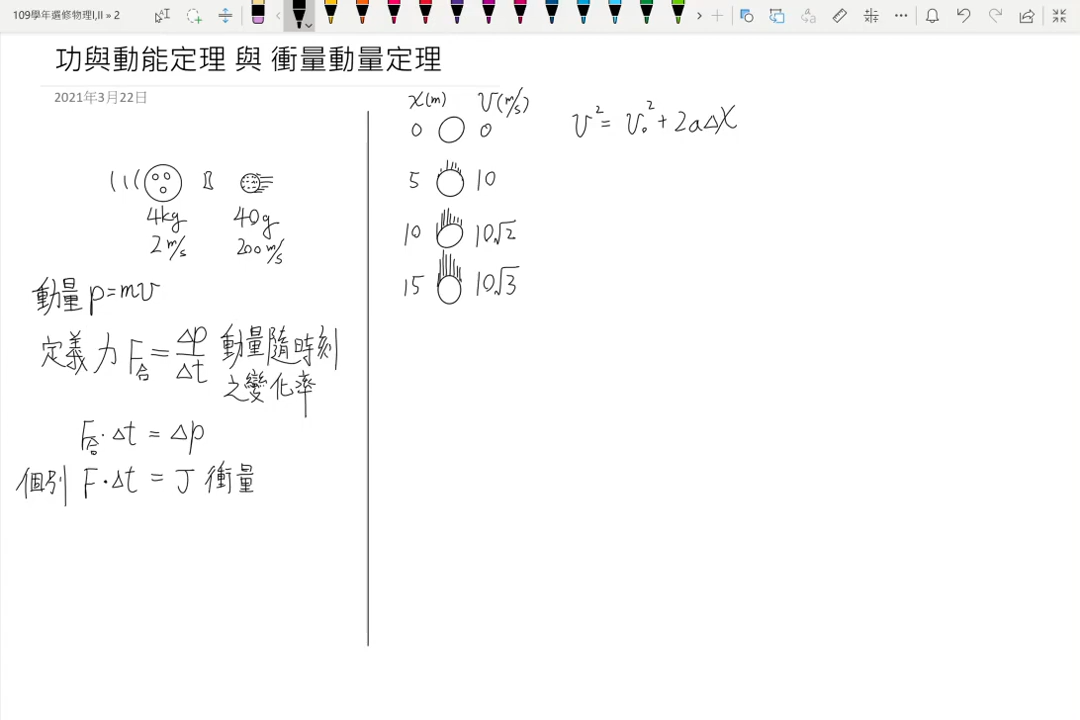 109學年選修物理I,II » 2
功與動能定理 與 衝量動量定理
2021年3月22日
4kg 40g
2 m/s 200 m/s
動量 p=mv
定義 力 F合 = Δp/Δt 動量隨時刻
之變化率
F合·Δt = Δp
個別 F·Δt = J 衝量
X(m) V(m/s)
0 0
5 10
10 10√2
15 10√3
V² = V₀² + 2aΔX